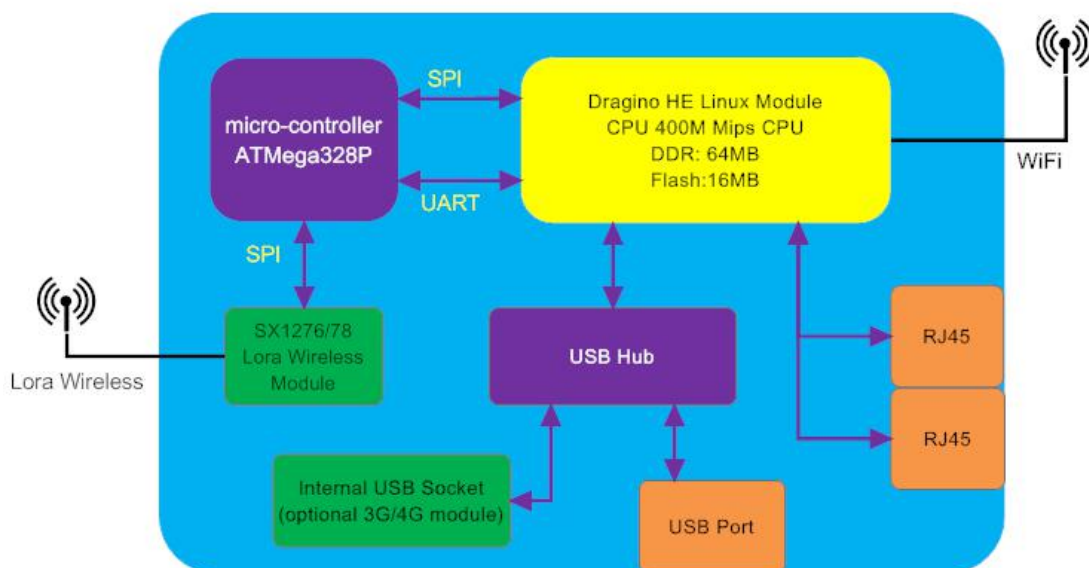 SPI
micro-controller
ATMega328P
Dragino HE Linux Module
CPU 400M Mips CPU
DDR: 64MB
Flash:16MB
WiFi
UART
SPI
SX1276/78
Lora Wireless
Module
Lora Wireless
USB Hub
RJ45
RJ45
Internal USB Socket
(optional 3G/4G module)
USB Port